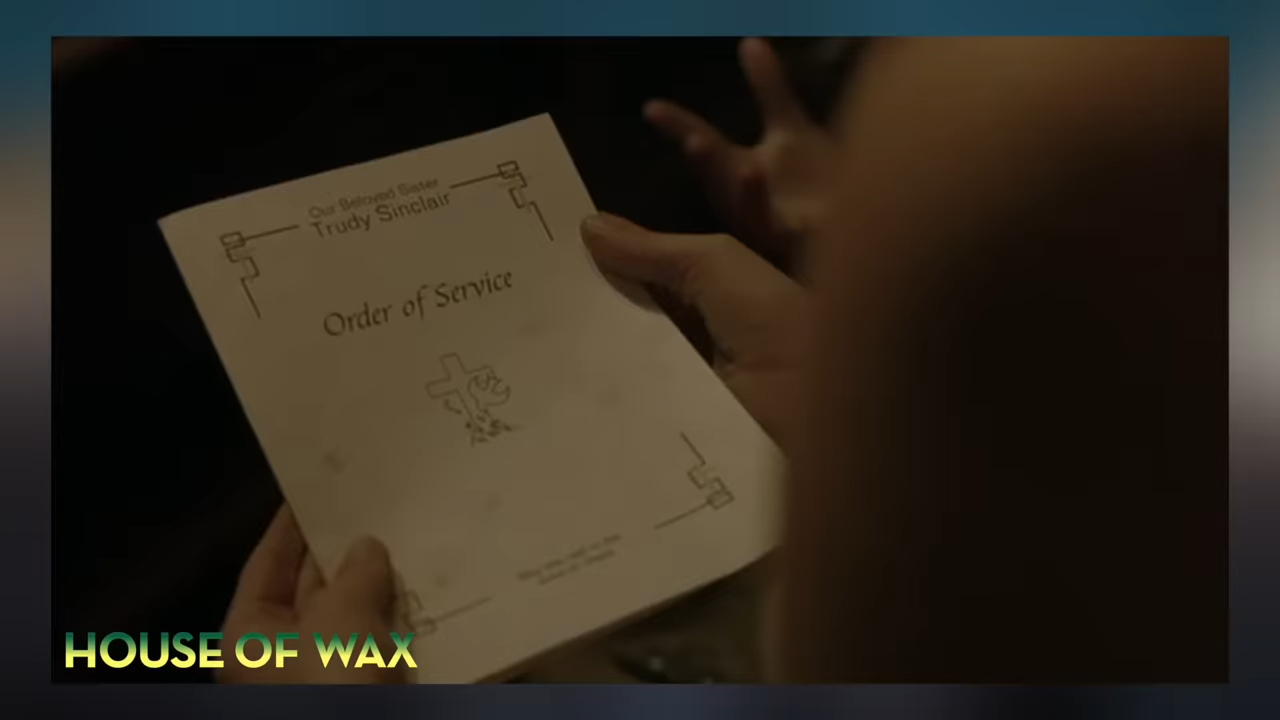 Our Beloved Sister
Trudy Sinclair
Order of Service
HOUSE OF WAX